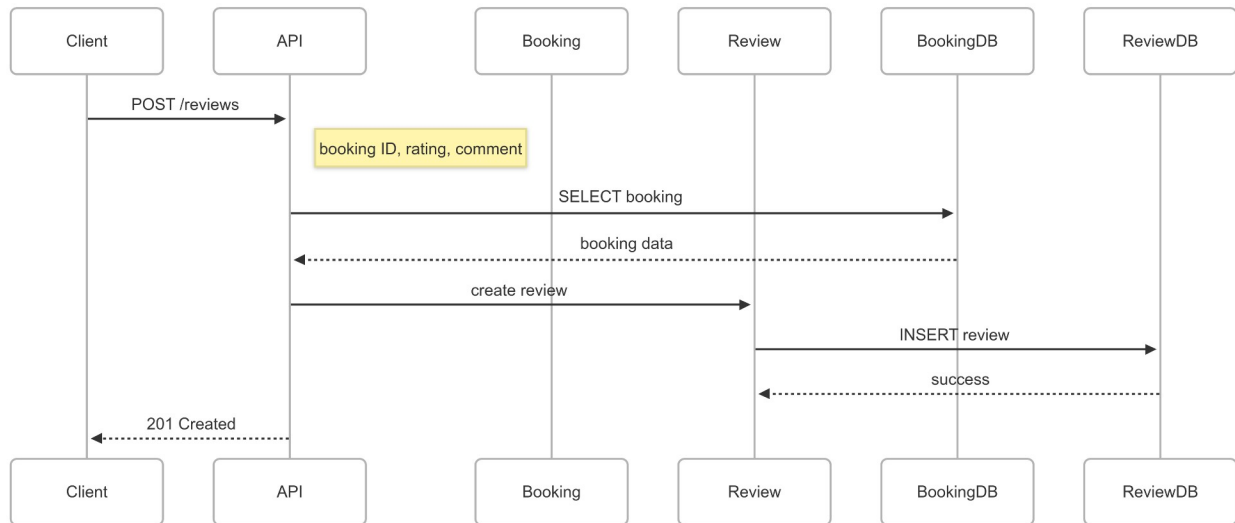 Client
API
Booking
Review
BookingDB
ReviewDB
POST /reviews
booking ID, rating, comment
SELECT booking
booking data
create review
INSERT review
success
201 Created
Client
API
Booking
Review
BookingDB
ReviewDB